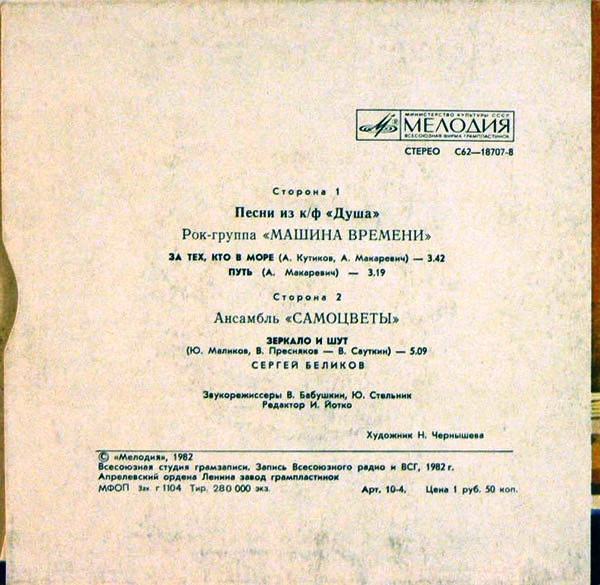 МИНИСТЕРСТВО КУЛЬТУРЫ СССР
МЕЛОДИЯ
ВСЕСОЮЗНАЯ ФИРМА ГРАМПЛАСТИНОК
СТЕРЕО С62—18707-8
Сторона 1
Песни из к/ф «Душа»
Рок-группа «МАШИНА ВРЕМЕНИ»
ЗА ТЕХ, КТО В МОРЕ (А. Кутиков, А. Макаревич) — 3.42
ПУТЬ (А. Макаревич) — 3.19
Сторона 2
Ансамбль «САМОЦВЕТЫ»
ЗЕРКАЛО И ШУТ
(Ю. Маликов, В. Пресняков — В. Сауткин) — 5.09
СЕРГЕЙ БЕЛИКОВ
Звукорежиссеры В. Бабушкин, Ю. Стельник
Редактор И. Йотко
Художник Н. Чернышева
© «Мелодия», 1982
Всесоюзная студия грамзаписи. Запись Всесоюзного радио и ВСГ, 1982 г.
Апрелевский ордена Ленина завод грампластинок
МФОП Зак. г 1104 Тир. 280 000 экз. Арт. 10-4. Цена 1 руб. 50 коп.